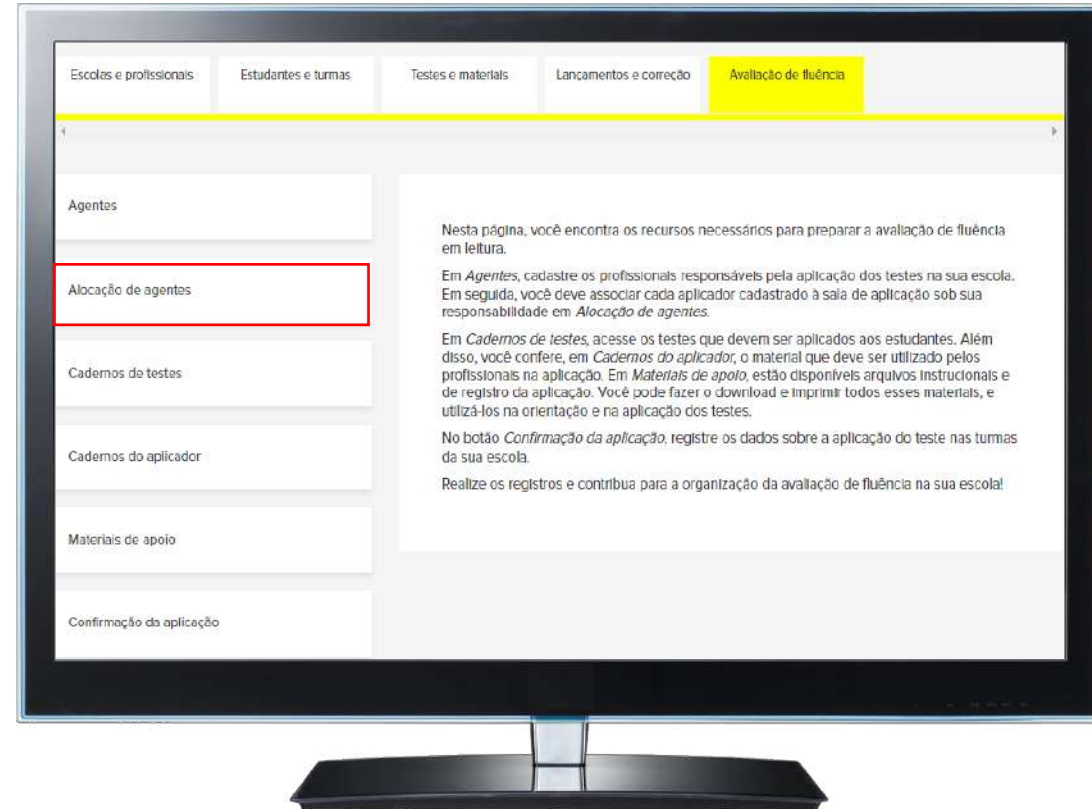 Escolas e profissionais
Estudantes e turmas
Testes e materiais
Lançamentos e correção
Avaliação de fluência
Agentes
Alocação de agentes
Cadernos de testes
Cadernos do aplicador
Materiais de apoio
Confirmação da aplicação
Nesta página, você encontra os recursos necessários para preparar a avaliação de fluência
em leitura.
Em Agentes, cadastre os profissionais responsáveis pela aplicação dos testes na sua escola.
Em seguida, você deve associar cada aplicador cadastrado à sala de aplicação sob sua
responsabilidade em Alocação de agentes.
Em Cadernos de testes, acesse os testes que devem ser aplicados aos estudantes. Além
disso, você confere, em Cadernos do aplicador, o material que deve ser utilizado pelos
profissionais na aplicação. Em Materiais de apoio, estão disponíveis arquivos instrucionais e
de registro da aplicação. Você pode fazer o download e imprimir todos esses materiais, e
utilizá-los na orientação e na aplicação dos testes.
No botão Confirmação da aplicação, registre os dados sobre a aplicação do teste nas turmas
da sua escola.
Realize os registros e contribua para a organização da avaliação de fluência na sua escola!